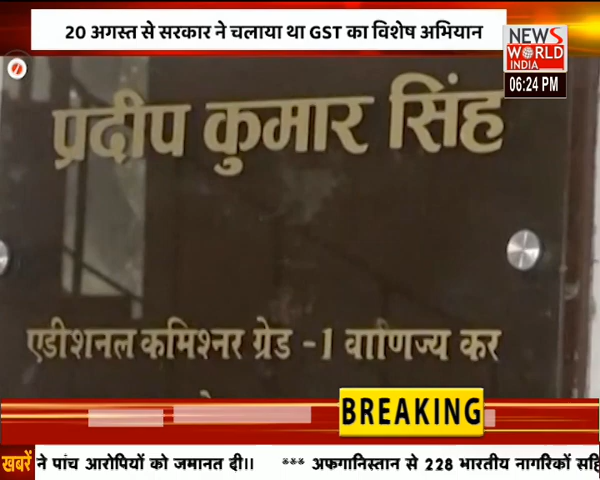 20 अगस्त से सरकार ने चलाया था GST का विशेष अभियान
NEWS
WORLD
INDIA
06:24 PM
प्रदीप कुमार सिंह
एडीशनल कमिश्नर ग्रेड -1 वाणिज्य कर
BREAKING
खबरें ने पांच आरोपियों को जमानत दी।। *** अफगानिस्तान से 228 भारतीय नागरिकों